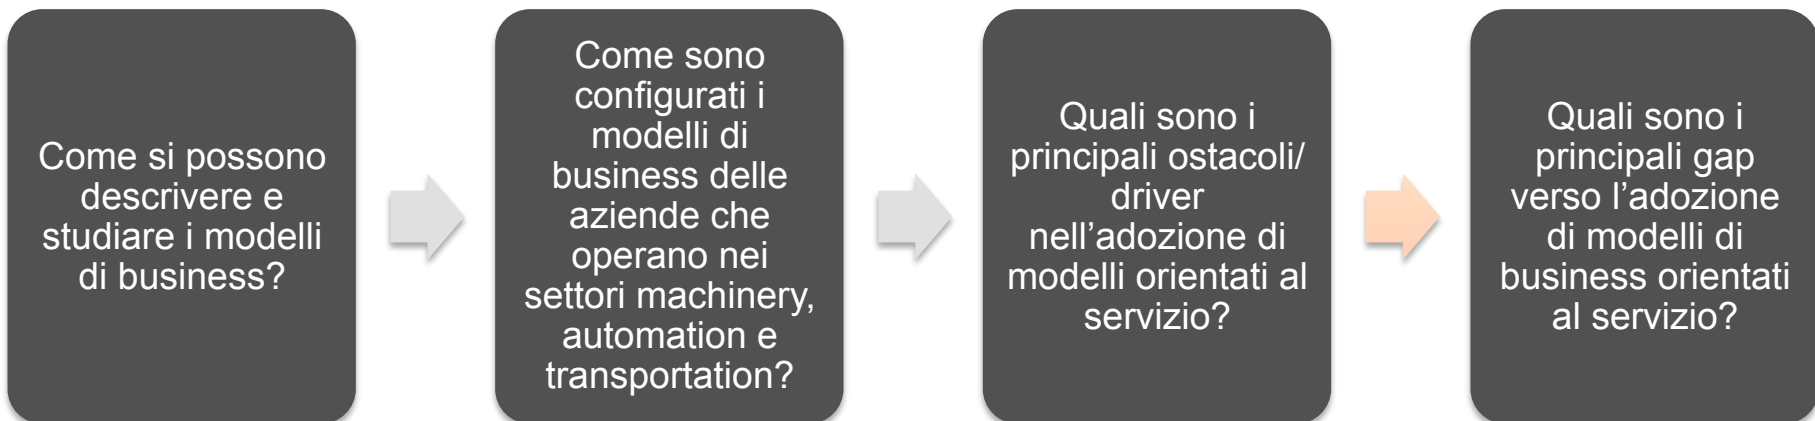 Come si possono
descrivere e
studiare i modelli
di business?
Come sono
configurati i
modelli di
business delle
aziende che
operano nei
settori machinery,
automation e
transportation?
Quali sono i
principali ostacoli/
driver
nell’adozione di
modelli orientati al
servizio?
Quali sono i
principali gap
verso l’adozione
di modelli di
business orientati
al servizio?